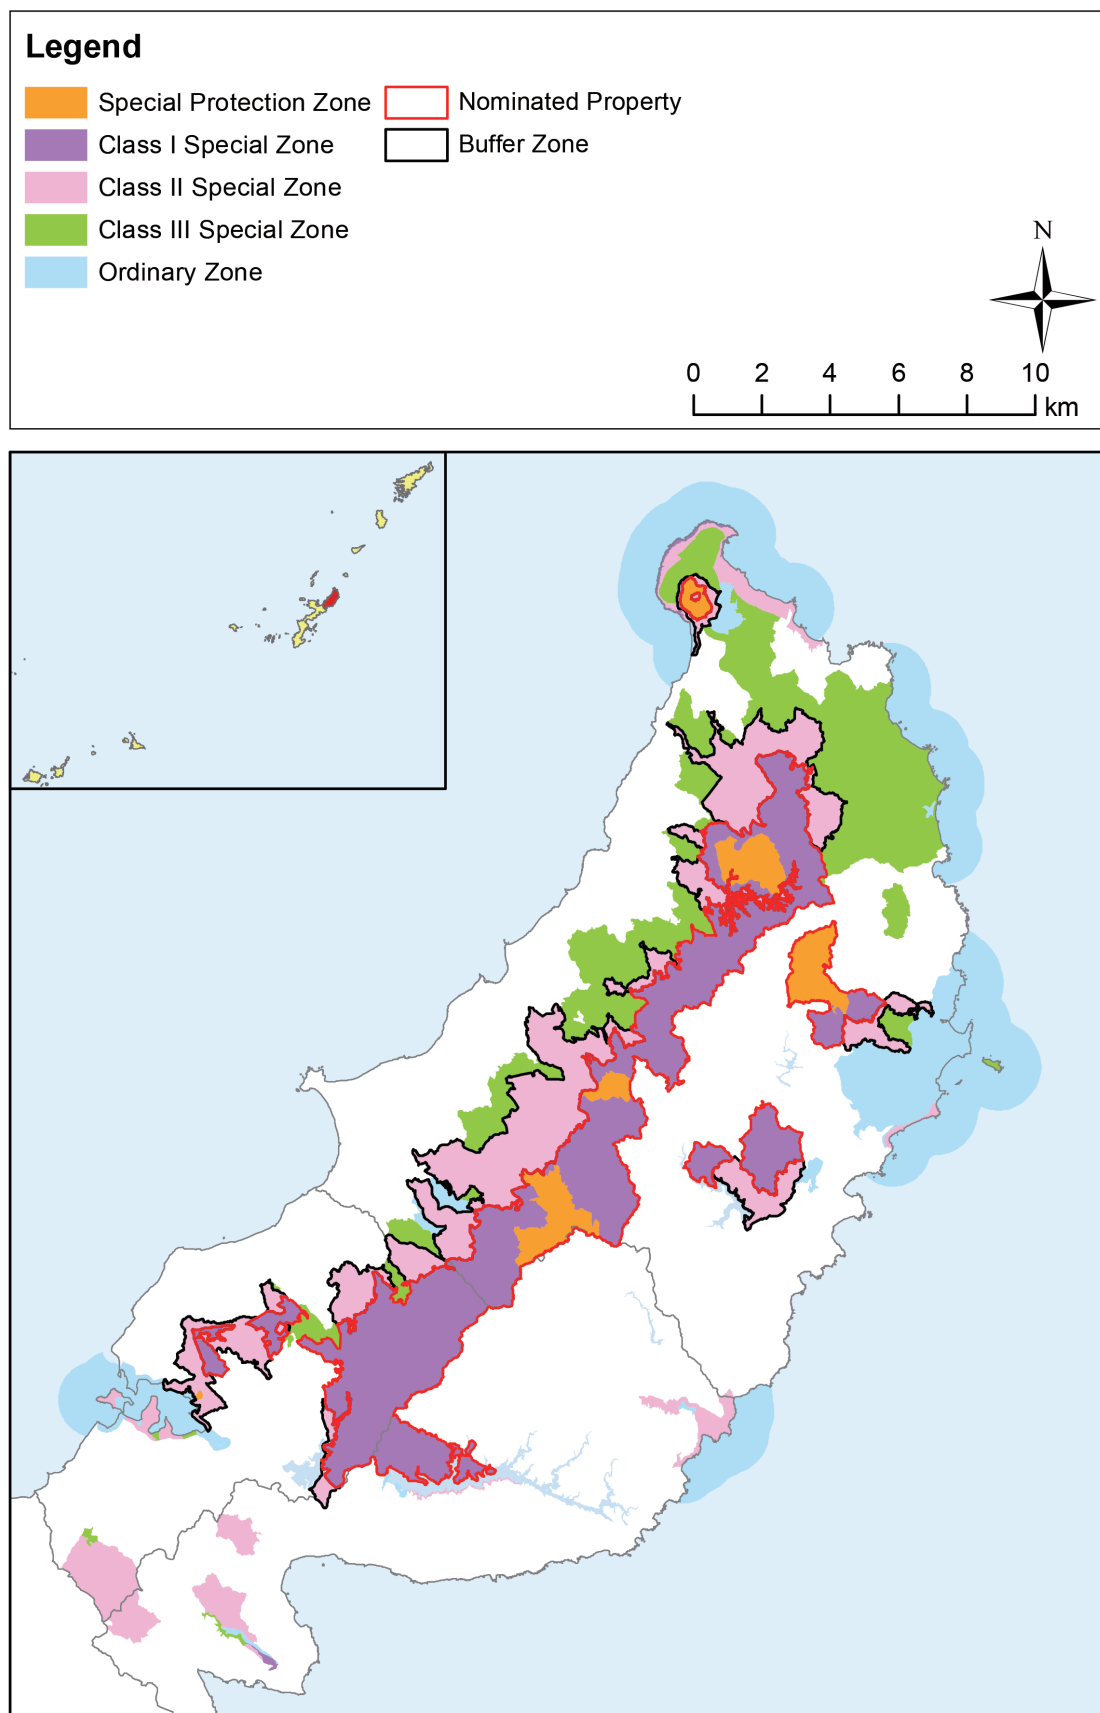 Legend
Special Protection Zone
Class I Special Zone
Class II Special Zone
Class III Special Zone
Ordinary Zone
Nominated Property
Buffer Zone
N
0 2 4 6 8 10
km